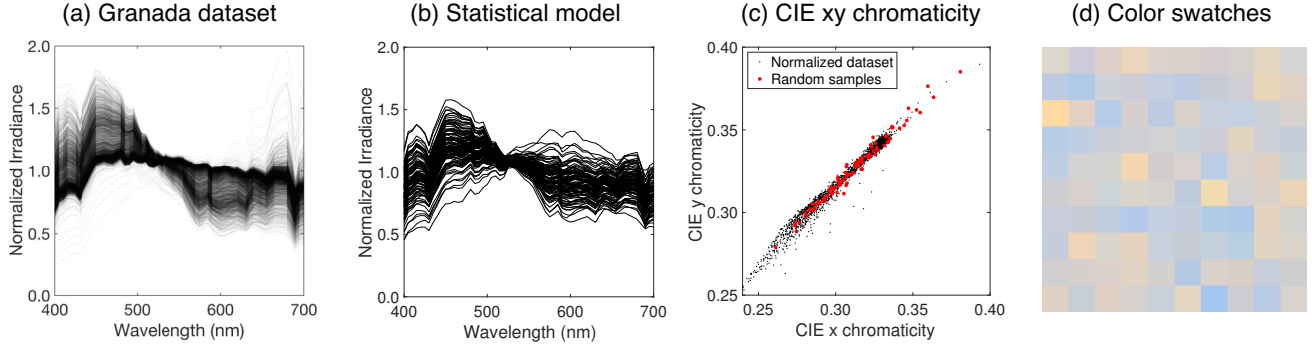 (a) Granada dataset
2.0
1.5
1.0
0.5
0.0
400
500
600
700
Normalized Irradiance
Wavelength (nm)
(b) Statistical model
2.0
1.5
1.0
0.5
0.0
400
500
600
700
Normalized Irradiance
Wavelength (nm)
(c) CIE xy chromaticity
Normalized dataset
Random samples
0.40
0.35
0.30
0.25
0.25
0.30
0.35
0.40
CIE y chromaticity
CIE x chromaticity
(d) Color swatches